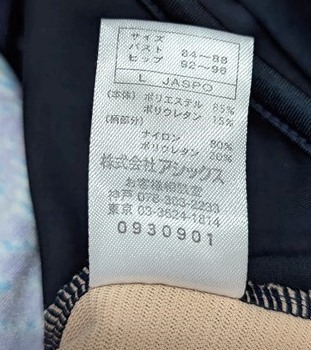 サイズ
バスト 84〜88
ヒップ 92〜96
L JASPO
(本体) ポリエステル 85%
ポリウレタン 15%
(柄部分)
ナイロン 80%
ポリウレタン 20%
株式会社アシックス
お客様相談室
神戸 078-303-2233
東京 03-3624-1814
0930901